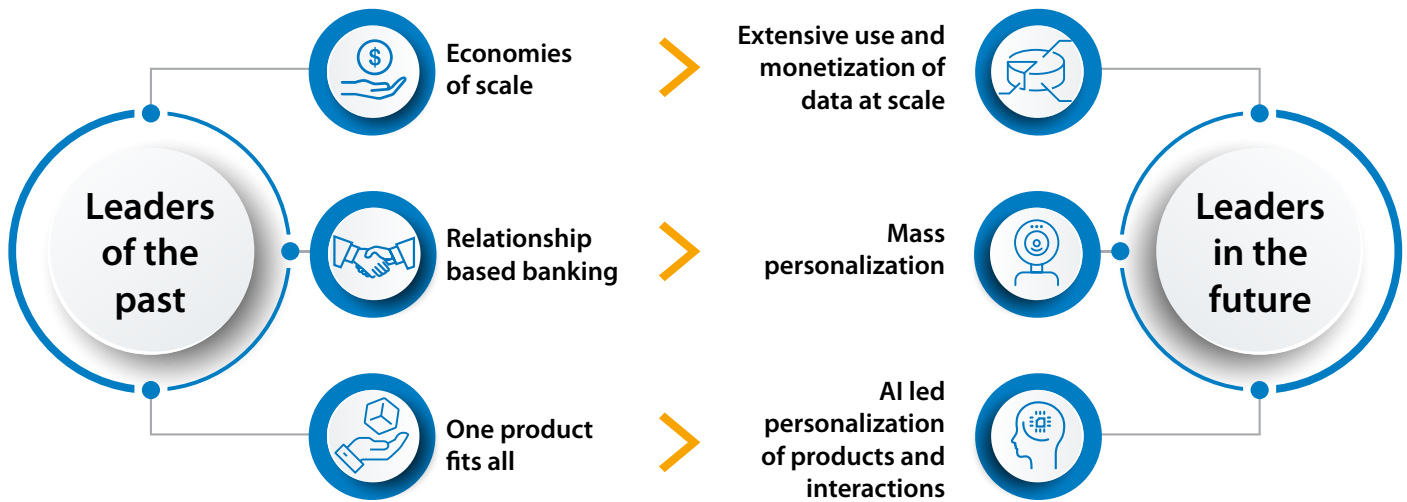 Leaders
of the
past
Economies
of scale
Extensive use and
monetization of
data at scale
Relationship
based banking
Mass
personalization
One product
fits all
AI led
personalization
of products and
interactions
Leaders
in the
future
$